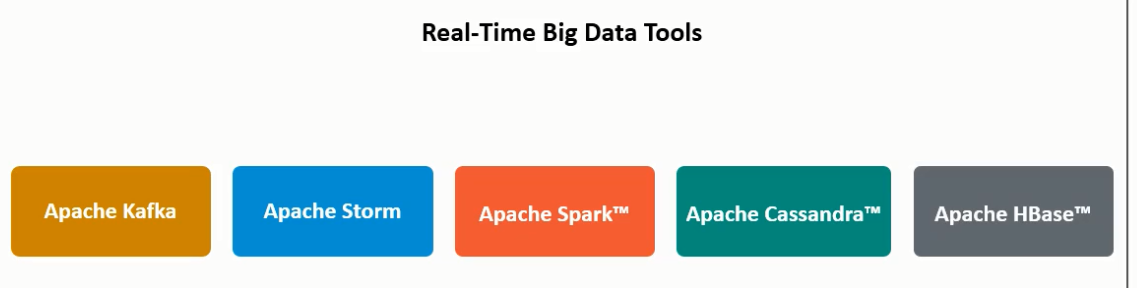 Real-Time Big Data Tools
Apache Kafka
Apache Storm
Apache Spark™
Apache Cassandra™
Apache HBase™